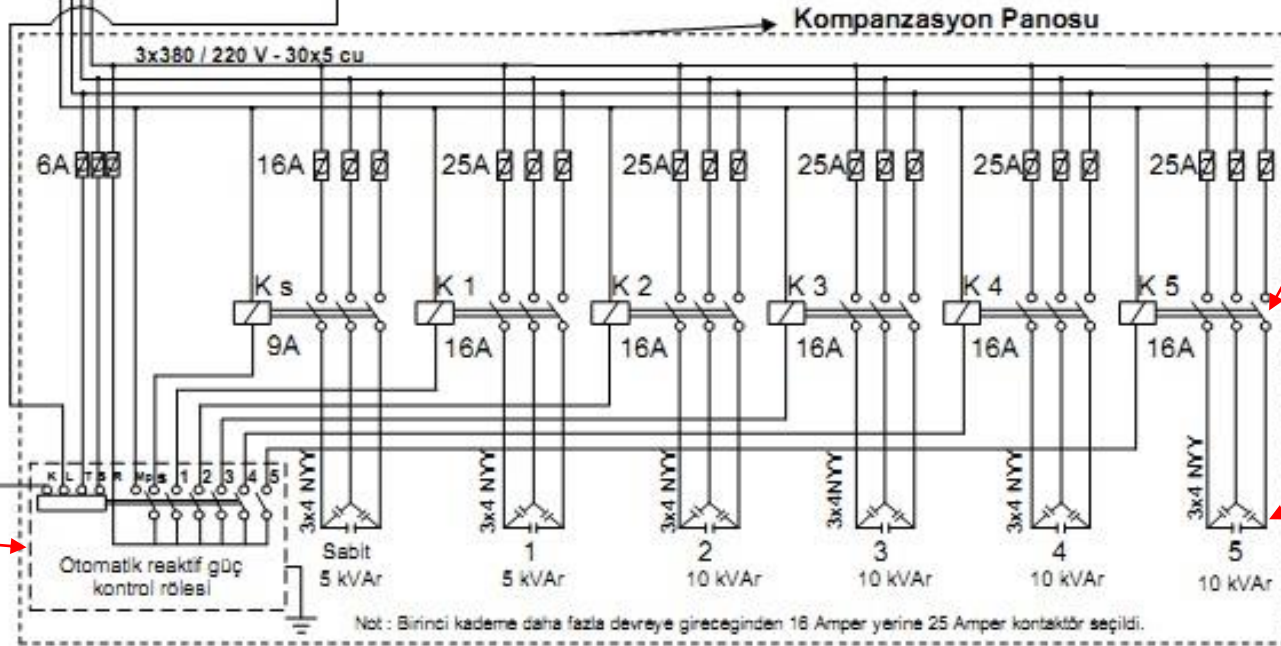 Kompanzasyon Panosu
3x380 / 220 V - 30x5 cu
6A 16A 25A 25A 25A 25A 25A
K s K 1 K 2 K 3 K 4 K 5
9A 16A 16A 16A 16A 16A
K L T S R Mp s 1 2 3 4 5
3x4 NYY 3x4 NYY 3x4 NYY 3x4NYY 3x4 NYY 3x4 NYY
Otomatik reaktif güç
kontrol rölesi
Sabit 1 2 3 4 5
5 kVAr 5 kVAr 10 kVAr 10 kVAr 10 kVAr 10 kVAr
Not : Birinci kademe daha fazla devreye gireceginden 16 Amper yerine 25 Amper kontaktör seçildi.